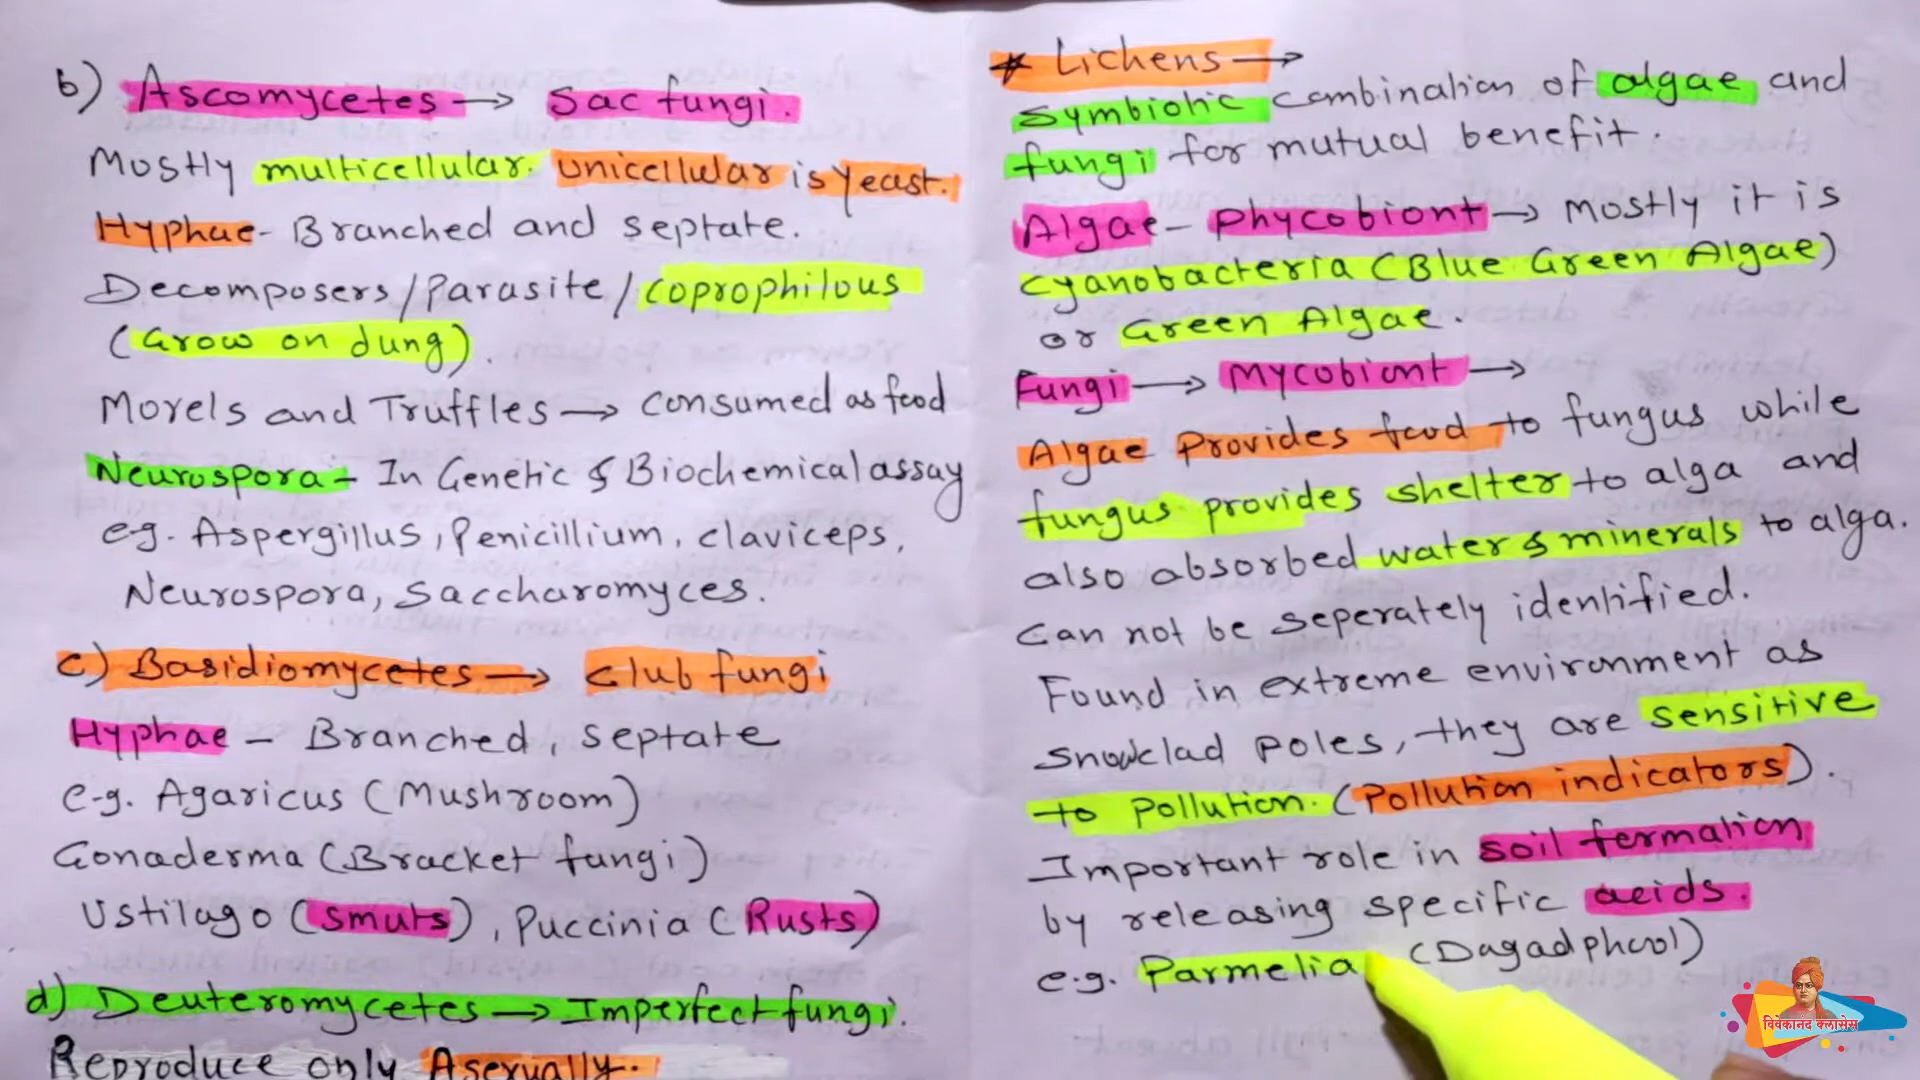 b) Ascomycetes → Sac fungi.
Mostly multicellular. Unicellular is Yeast.
Hyphae - Branched and septate.
Decomposers / Parasite / Coprophilous
(Grow on dung).
Morels and Truffles → Consumed as food
Neurospora - In Genetic & Biochemical assay
e.g. Aspergillus, Penicillium, claviceps,
Neurospora, Saccharomyces.
c) Basidiomycetes → Club fungi
Hyphae - Branched, septate
e.g. Agaricus (Mushroom)
Gonaderma (Bracket fungi)
Ustilago (smuts), Puccinia (Rusts)
d) Deuteromycetes → Imperfect fungi.
Reproduce only Asexually.
* Lichens →
Symbiotic combination of algae and
fungi for mutual benefit.
Algae - Phycobiont → Mostly it is
cyanobacteria (Blue Green Algae)
or Green Algae.
Fungi → Mycobiont →
Algae provides food to fungus while
fungus provides shelter to alga and
also absorbed water & minerals to alga.
Can not be seperately identified.
Found in extreme environment as
snowclad poles, they are sensitive
to pollution. (Pollution indicators).
Important role in soil formation
by releasing specific acids.
e.g. Parmelia (Dagadphool)
विवेकानंद क्लासेस